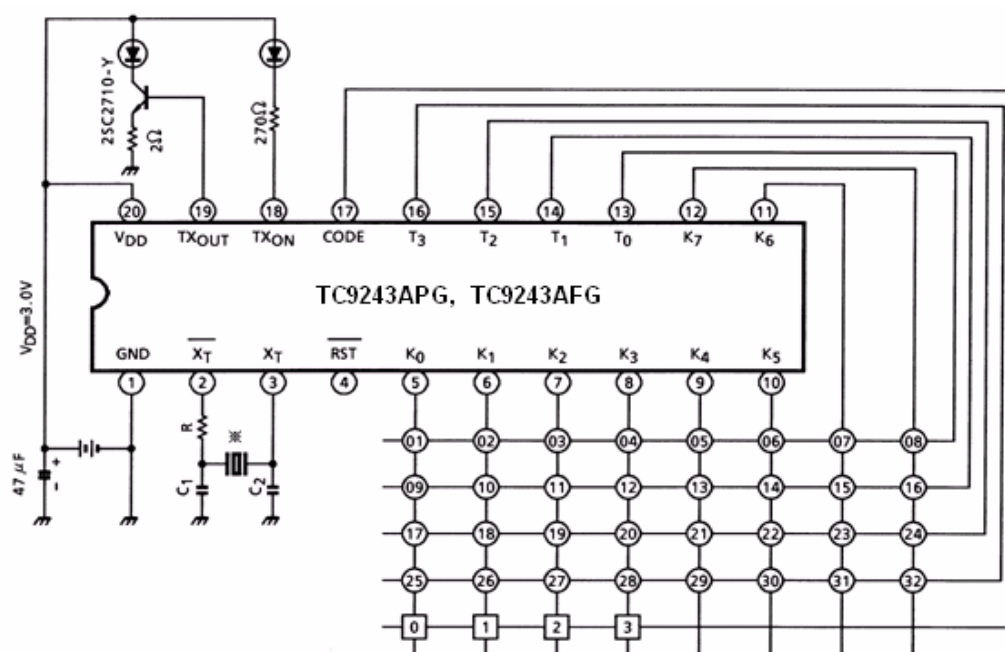 2SC2710-Y
2Ω
270Ω
20 19 18 17 16 15 14 13 12 11
VDD TXOUT TXON CODE T3 T2 T1 T0 K7 K6
TC9243APG, TC9243AFG
VDD=3.0V
GND XT XT RST K0 K1 K2 K3 K4 K5
1 2 3 4 5 6 7 8 9 10
R
※
C1
C2
47 μF
+
-
01 02 03 04 05 06 07 08
09 10 11 12 13 14 15 16
17 18 19 20 21 22 23 24
25 26 27 28 29 30 31 32
0 1 2 3